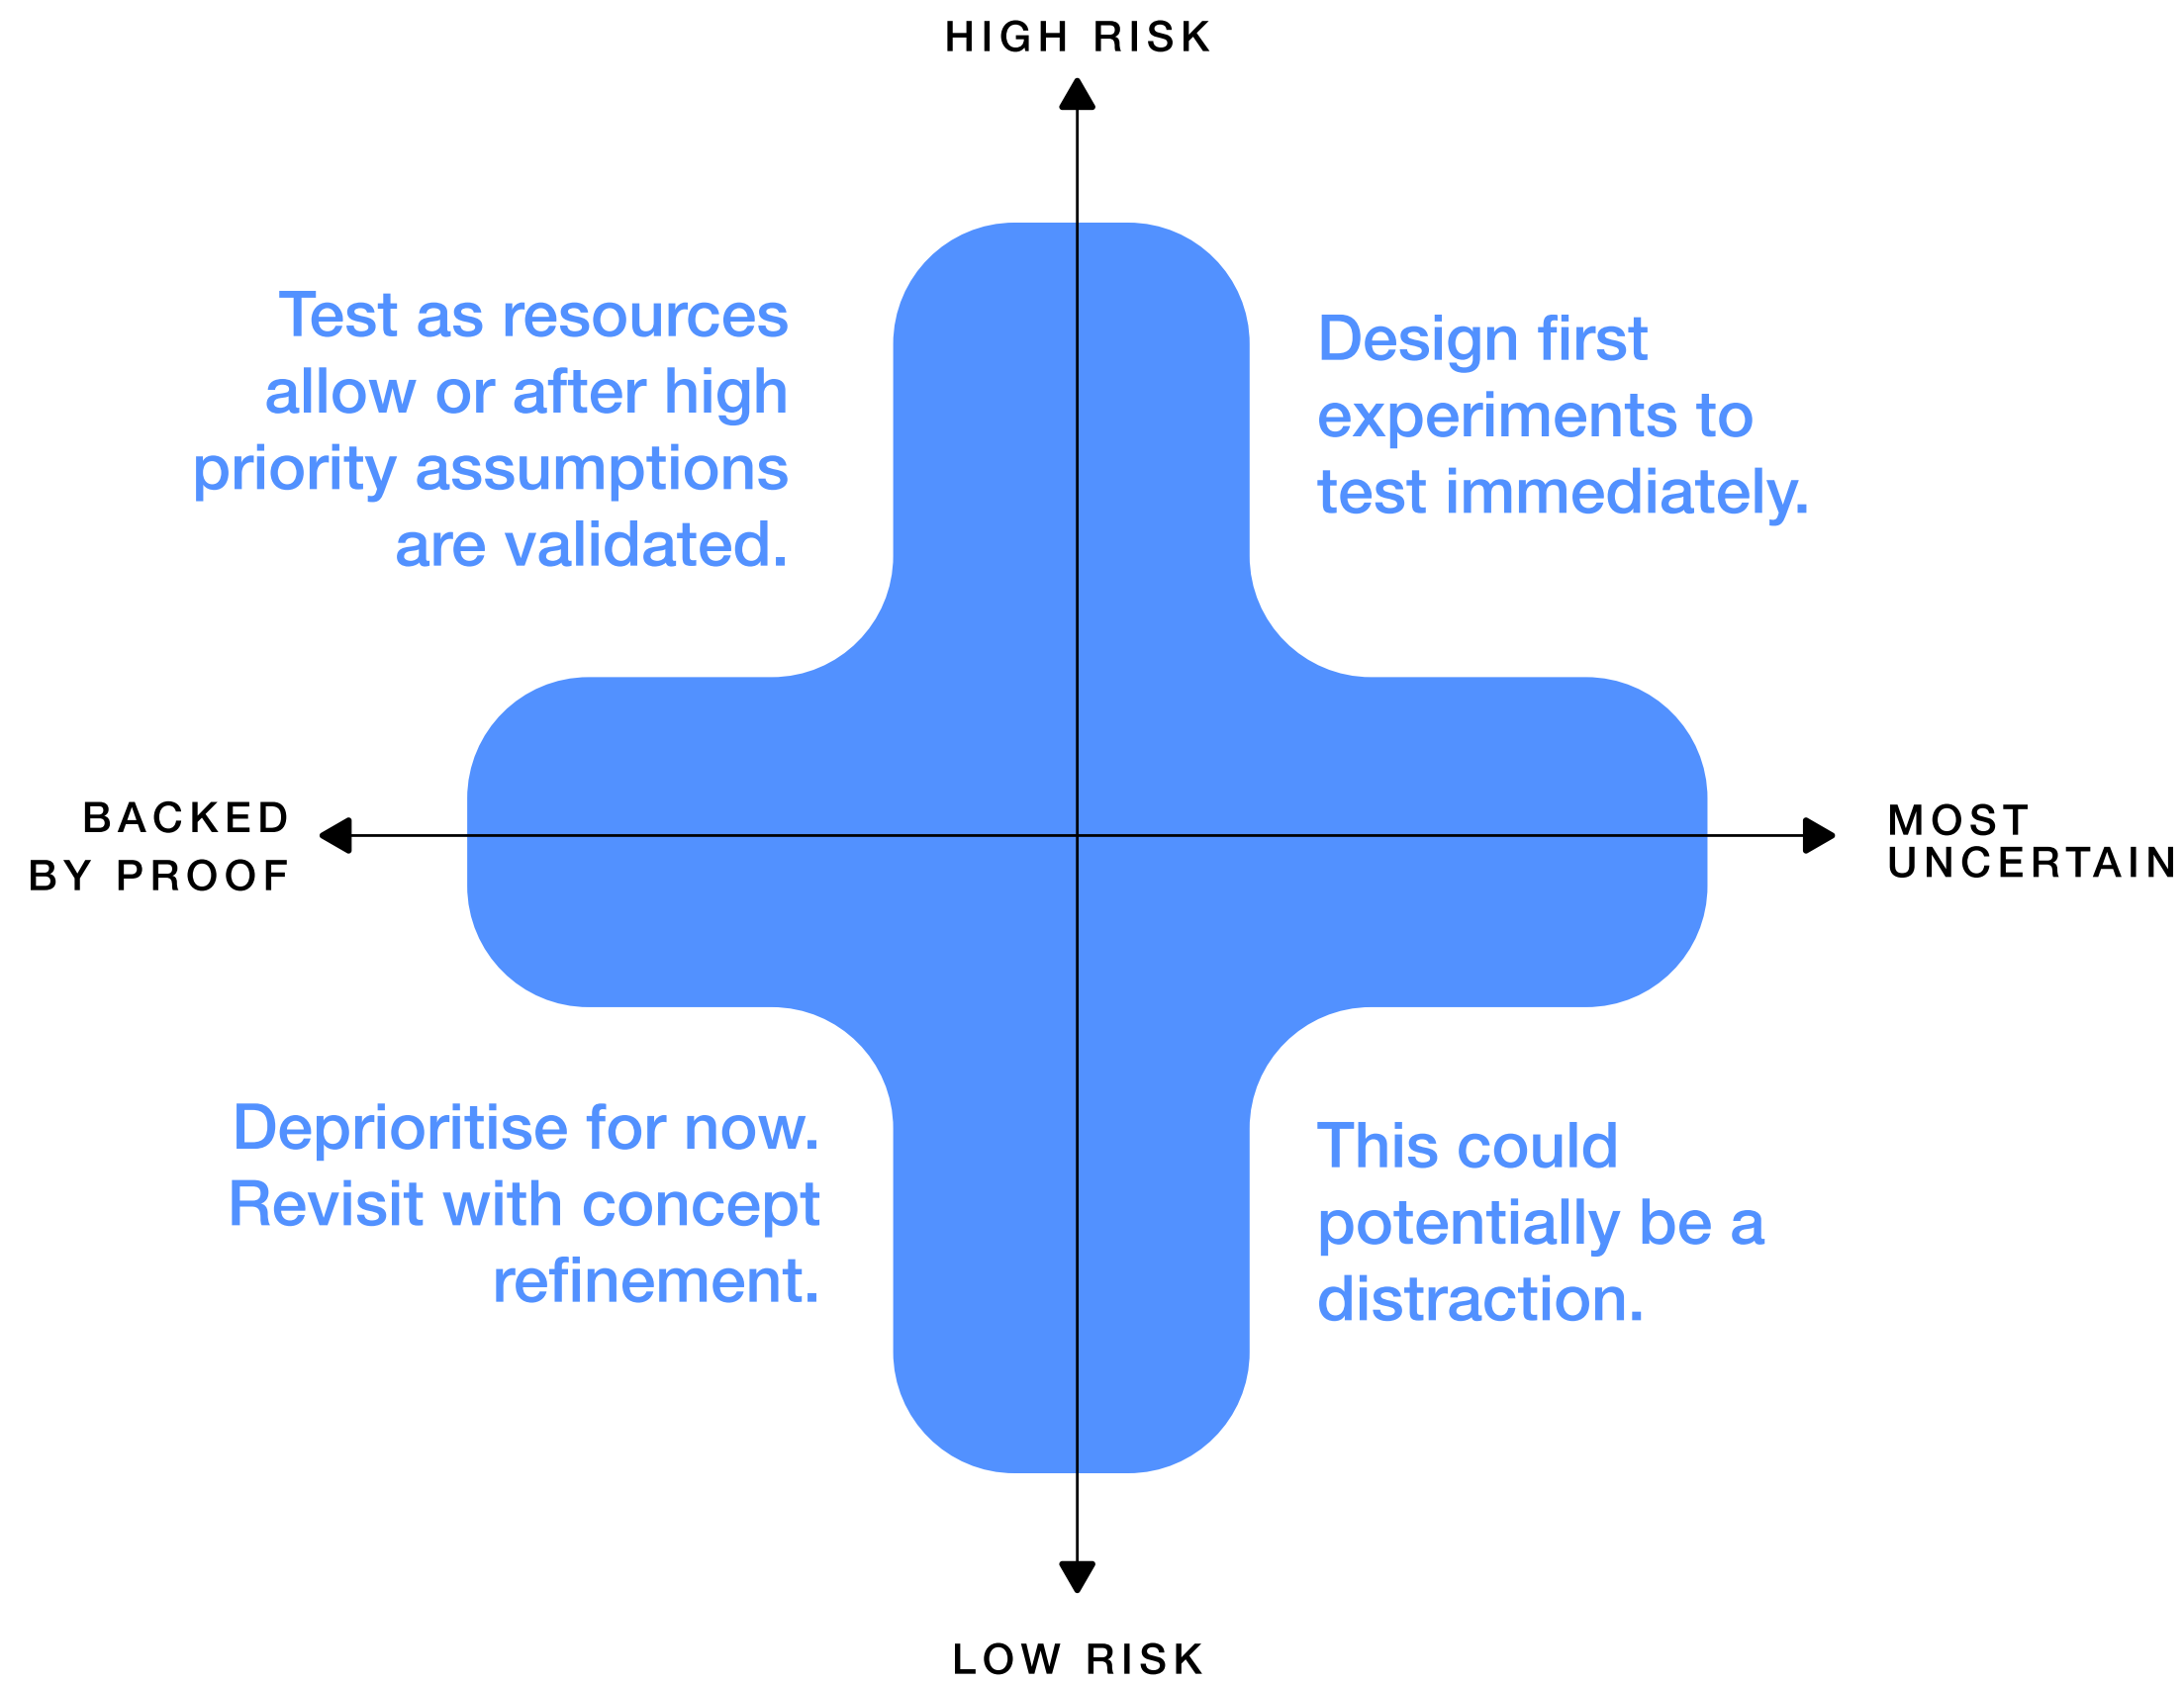 HIGH RISK
Test as resources
allow or after high
priority assumptions
are validated.
Design first
experiments to
test immediately.
BACKED
BY PROOF
MOST
UNCERTAIN
Deprioritise for now.
Revisit with concept
refinement.
This could
potentially be a
distraction.
LOW RISK